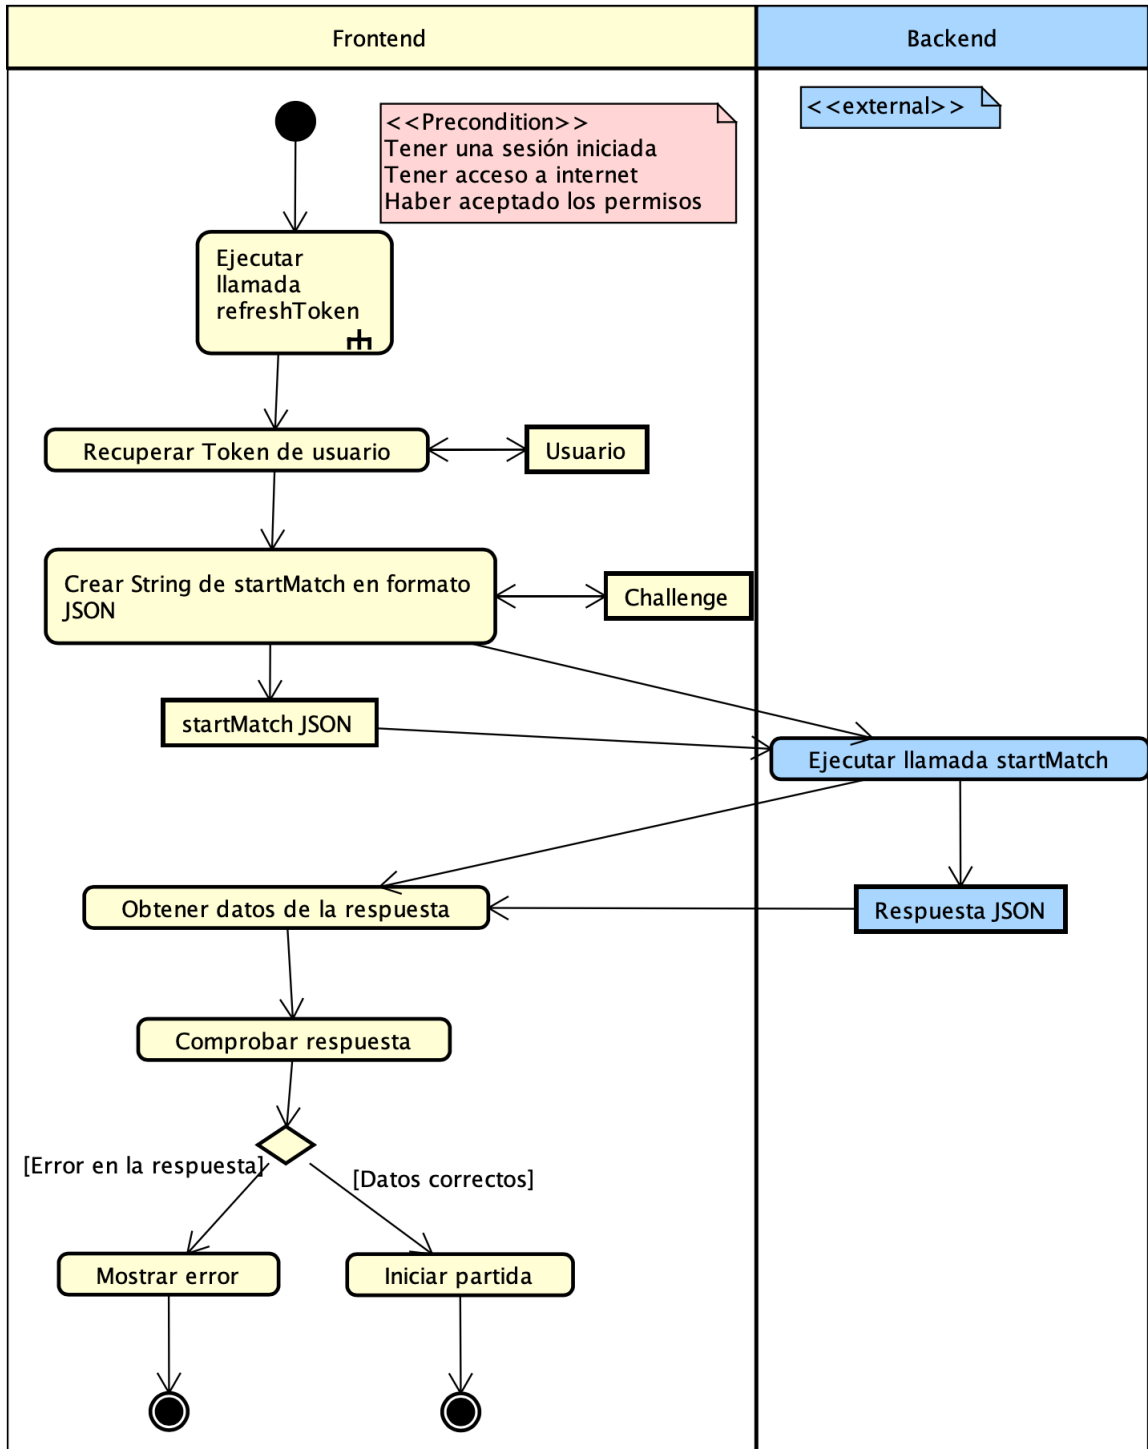 Frontend
Backend
<<Precondition>>
Tener una sesión iniciada
Tener acceso a internet
Haber aceptado los permisos
<<external>>
Ejecutar
llamada
refreshToken
Recuperar Token de usuario
Usuario
Crear String de startMatch en formato
JSON
Challenge
startMatch JSON
Ejecutar llamada startMatch
Obtener datos de la respuesta
Respuesta JSON
Comprobar respuesta
[Error en la respuesta]
[Datos correctos]
Mostrar error
Iniciar partida